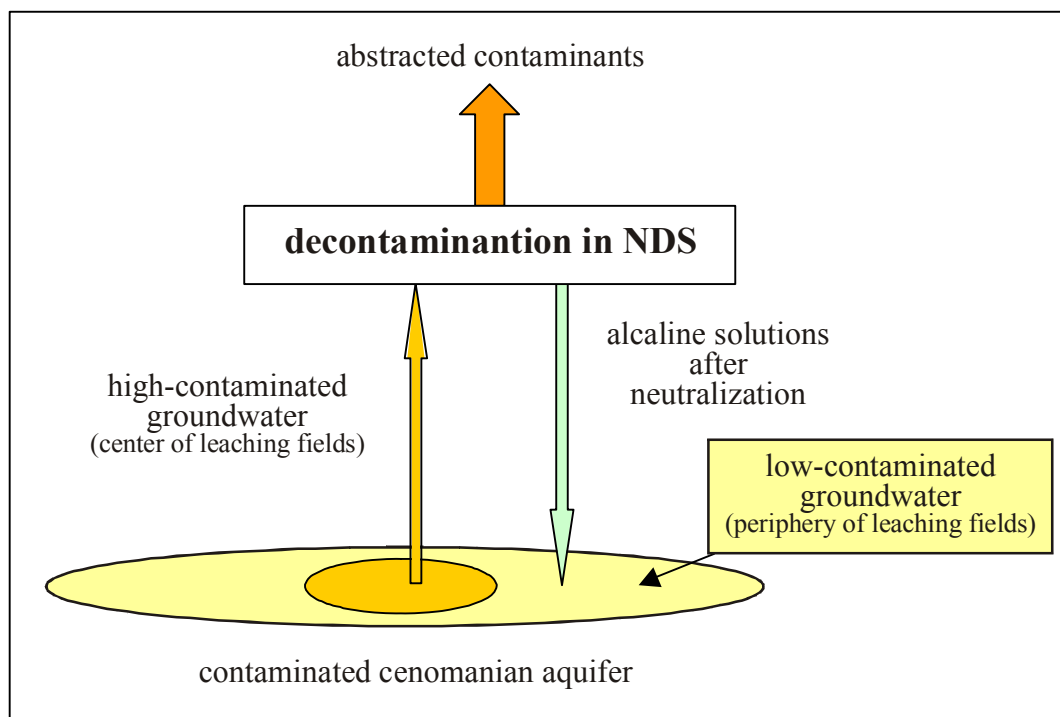 abstracted contaminants
decontaminantion in NDS
high-contaminated
groundwater
(center of leaching fields)
alcaline solutions
after
neutralization
low-contaminated
groundwater
(periphery of leaching fields)
contaminated cenomanian aquifer